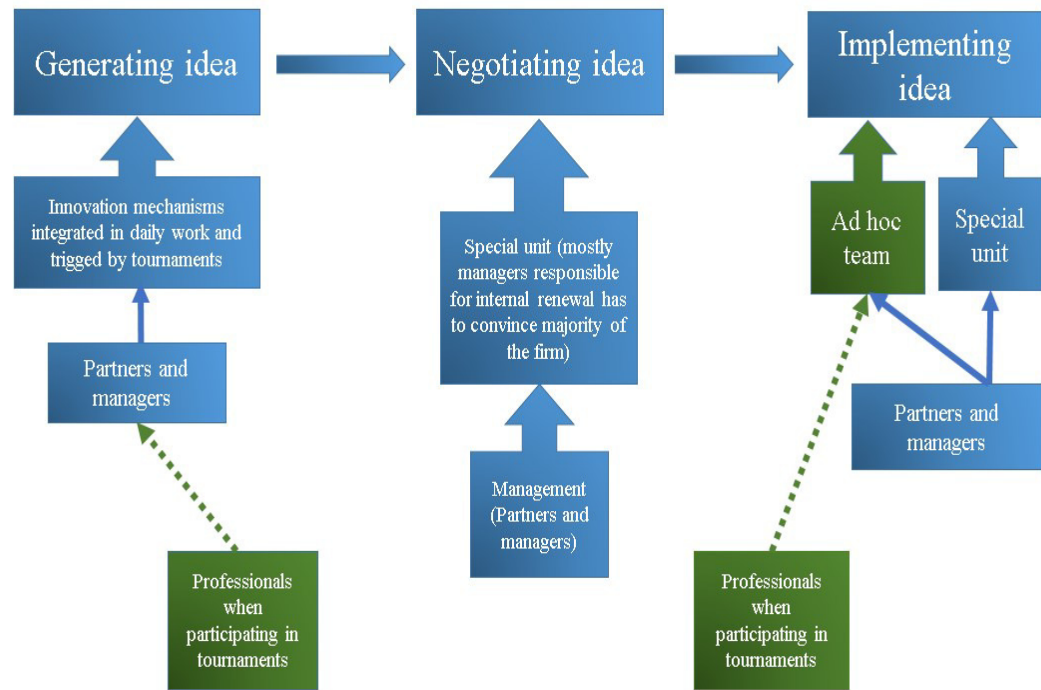 Generating idea
Negotiating idea
Implementing
idea
Innovation mechanisms
integrated in daily work and
trigged by tournaments
Special unit (mostly
managers responsible
for internal renewal has
to convince majority of
the firm)
Ad hoc
team
Special
unit
Partners and
managers
Partners and
managers
Management
(Partners and
managers)
Professionals
when
participating in
tournaments
Professionals
when
participating in
tournaments